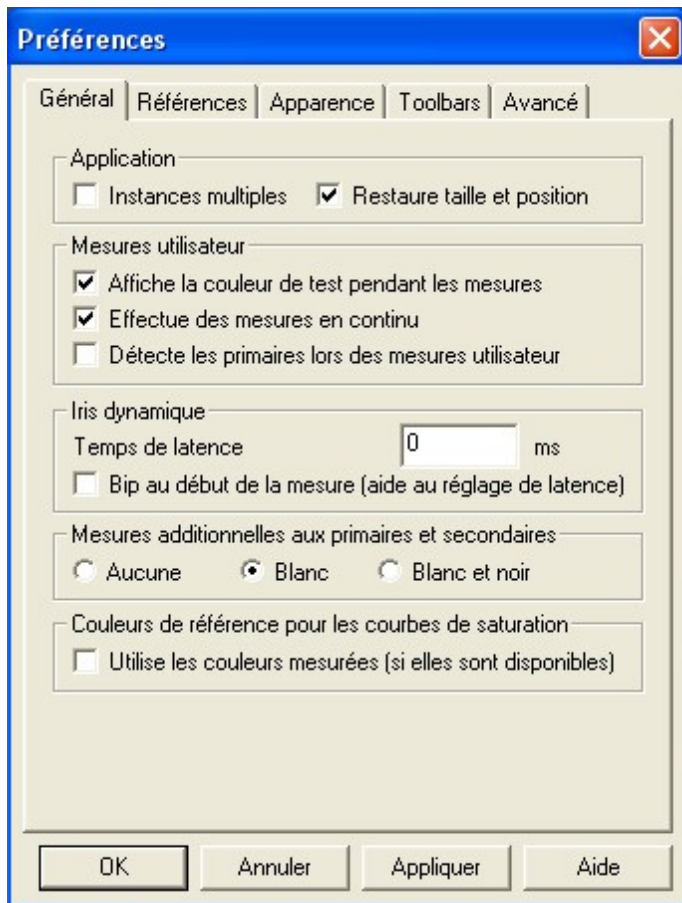 Préférences
Général Références Apparence Toolbars Avancé
Application
Instances multiples Restaure taille et position
Mesures utilisateur
Affiche la couleur de test pendant les mesures
Effectue des mesures en continu
Détecte les primaires lors des mesures utilisateur
Iris dynamique
Temps de latence 0 ms
Bip au début de la mesure (aide au réglage de latence)
Mesures additionnelles aux primaires et secondaires
Aucune Blanc Blanc et noir
Couleurs de référence pour les courbes de saturation
Utilise les couleurs mesurées (si elles sont disponibles)
OK Annuler Appliquer Aide